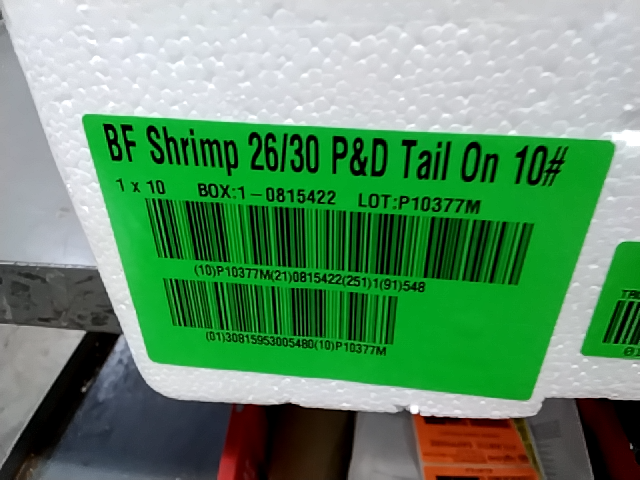 BF Shrimp 26/30 P&D Tail On 10#
1 x 10 BOX:1-0815422 LOT:P10377M
(10)P10377M(21)0815422(251)1(91)548
(01)30815953005480(10)P10377M